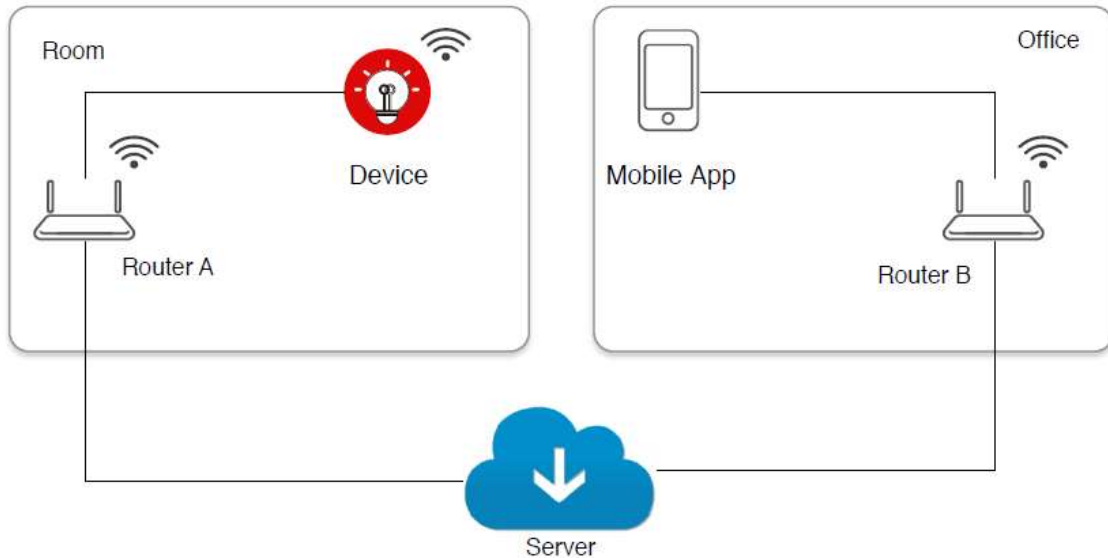 Room
Office
Device
Mobile App
Router A
Router B
Server